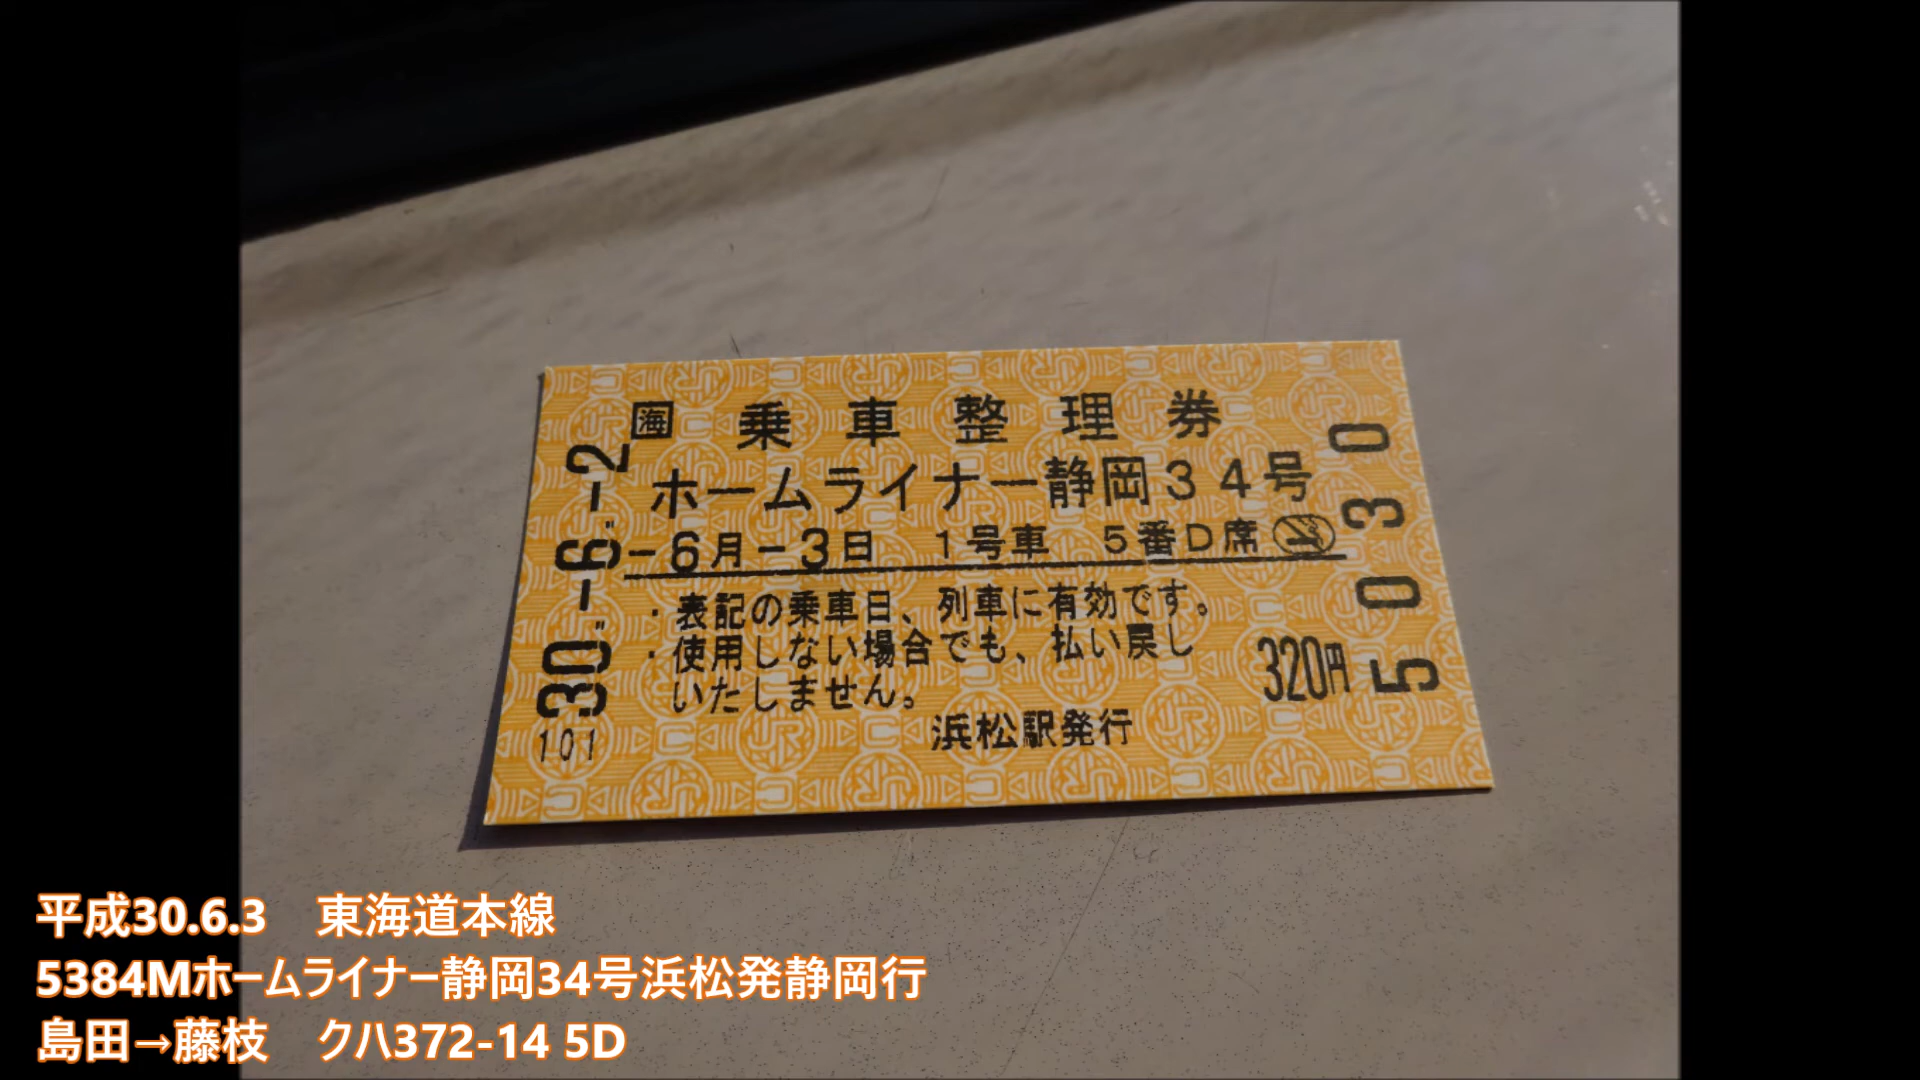 海 乗車整理券
ホームライナー静岡34号
-6月-3日 1号車 5番D席
・表記の乗車日、列車に有効です。
・使用しない場合でも、払い戻し
いたしません。
320円
浜松駅発行
30.-6.-2
101
5030
平成30.6.3 東海道本線
5384Mホームライナー静岡34号浜松発静岡行
島田→藤枝 クハ372-14 5D